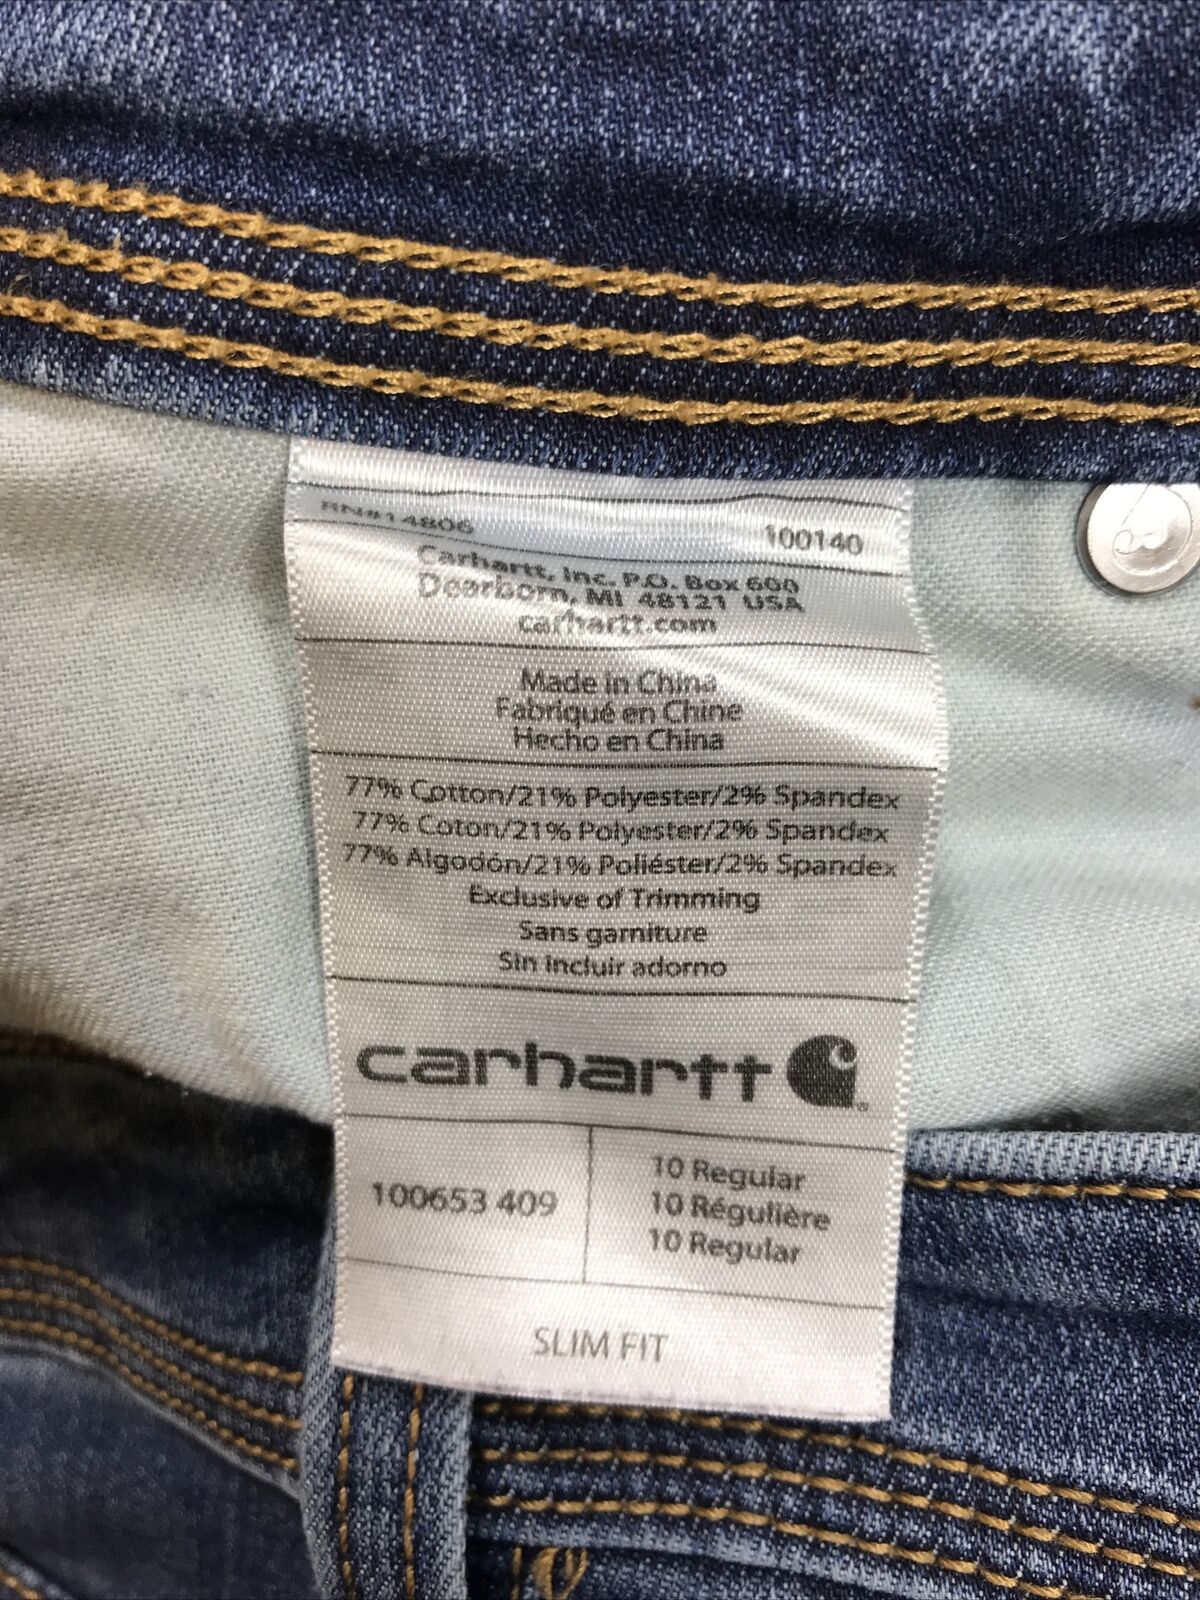 RN#14806 100140
Carhartt, Inc. P.O. Box 600
Dearborn, MI 48121 USA
carhartt.com
Made in China
Fabriqué en Chine
Hecho en China
77% Cotton/21% Polyester/2% Spandex
77% Coton/21% Polyester/2% Spandex
77% Algodón/21% Poliéster/2% Spandex
Exclusive of Trimming
Sans garniture
Sin incluir adorno
carhartt
100653 409
10 Regular
10 Régulière
10 Regular
SLIM FIT